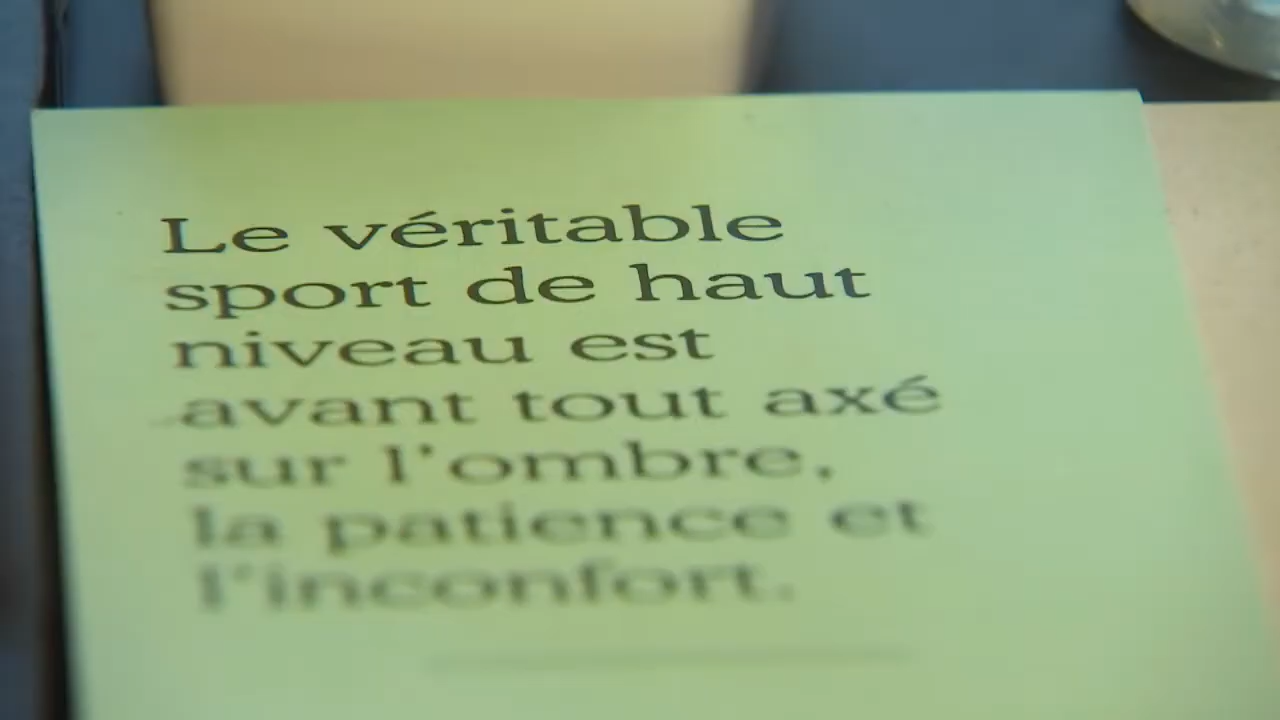 Le véritable
sport de haut
niveau est
avant tout axé
sur l'ombre,
la patience et
l'inconfort.